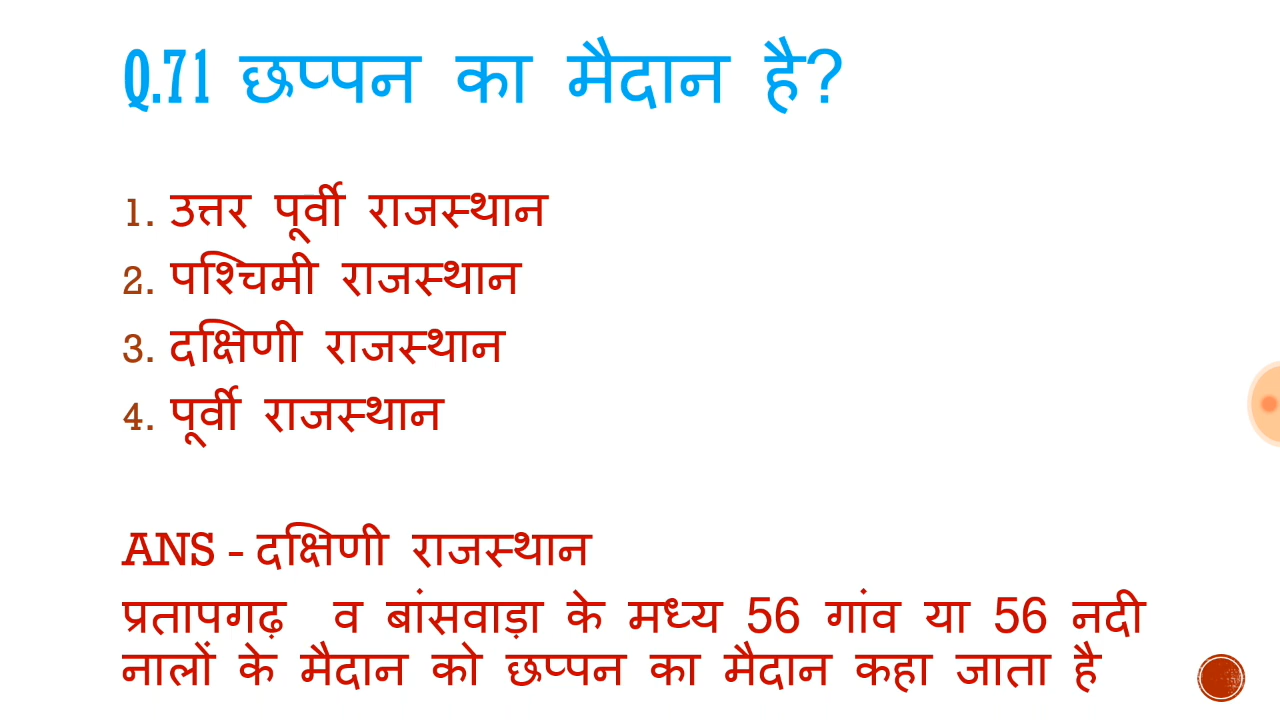 Q.71 छप्पन का मैदान है?
1. उत्तर पूर्वी राजस्थान
2. पश्चिमी राजस्थान
3. दक्षिणी राजस्थान
4. पूर्वी राजस्थान
ANS - दक्षिणी राजस्थान
प्रतापगढ़ व बांसवाड़ा के मध्य 56 गांव या 56 नदी
नालों के मैदान को छप्पन का मैदान कहा जाता है